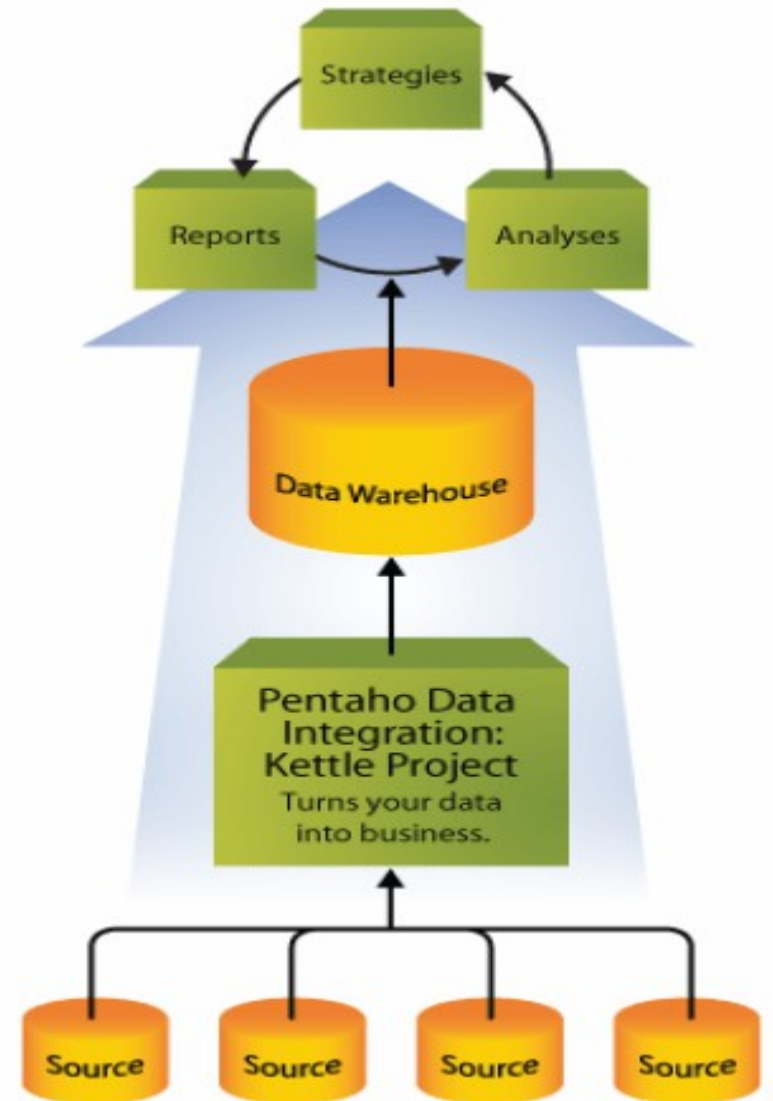 Strategies
Reports
Analyses
Data Warehouse
Pentaho Data
Integration:
Kettle Project
Turns your data
into business.
Source
Source
Source
Source